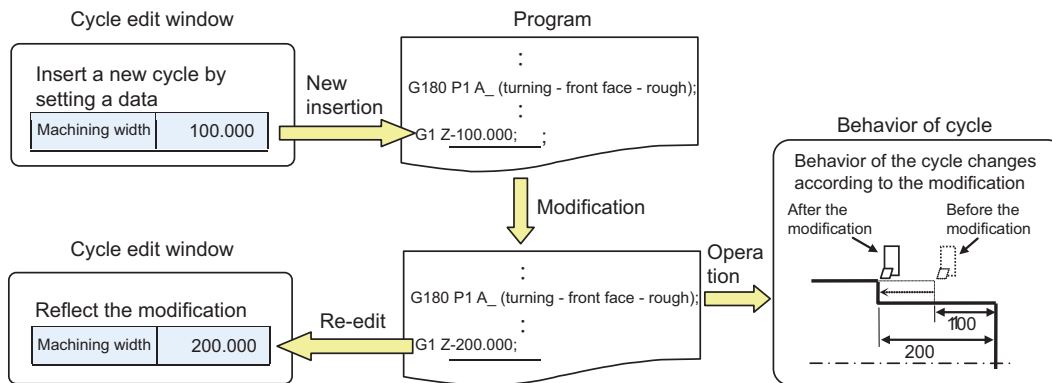 Cycle edit window
Insert a new cycle by
setting a data
Machining width 100.000
New
insertion
Program
:
G180 P1 A_ (turning - front face - rough);
:
G1 Z-100.000; ;
Modification
Cycle edit window
Reflect the modification
Machining width 200.000
Re-edit
:
G180 P1 A_ (turning - front face - rough);
:
G1 Z-200.000;
Opera
tion
Behavior of cycle
Behavior of the cycle changes
according to the modification
After the
modification
Before the
modification
100
200